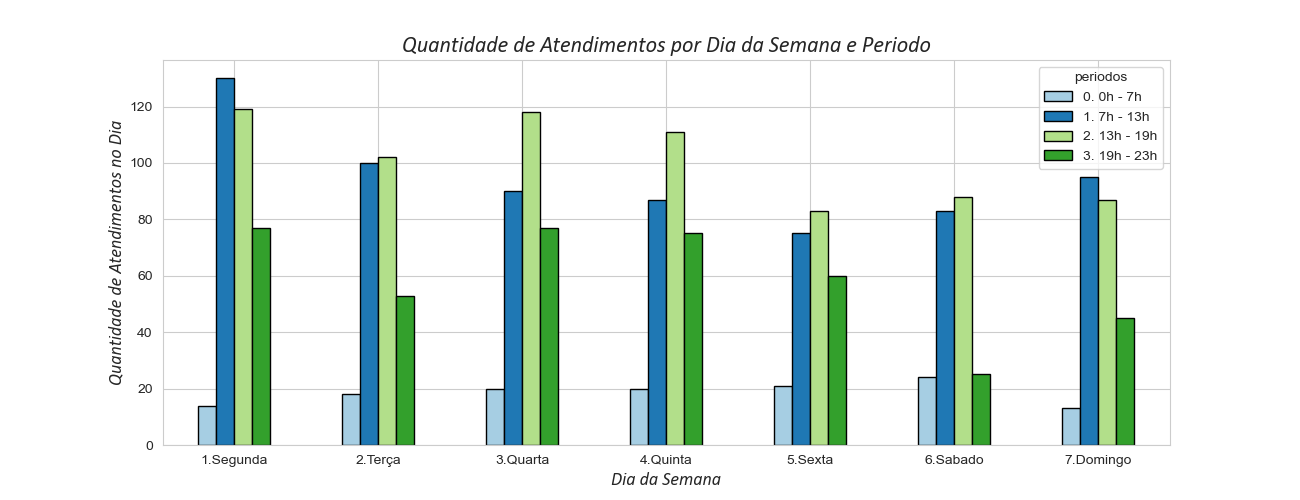 Quantidade de Atendimentos por Dia da Semana e Periodo
periodos
0. 0h - 7h
1. 7h - 13h
2. 13h - 19h
3. 19h - 23h
Quantidade de Atendimentos no Dia
120
100
80
60
40
20
0
1.Segunda 2.Terça 3.Quarta 4.Quinta 5.Sexta 6.Sabado 7.Domingo
Dia da Semana